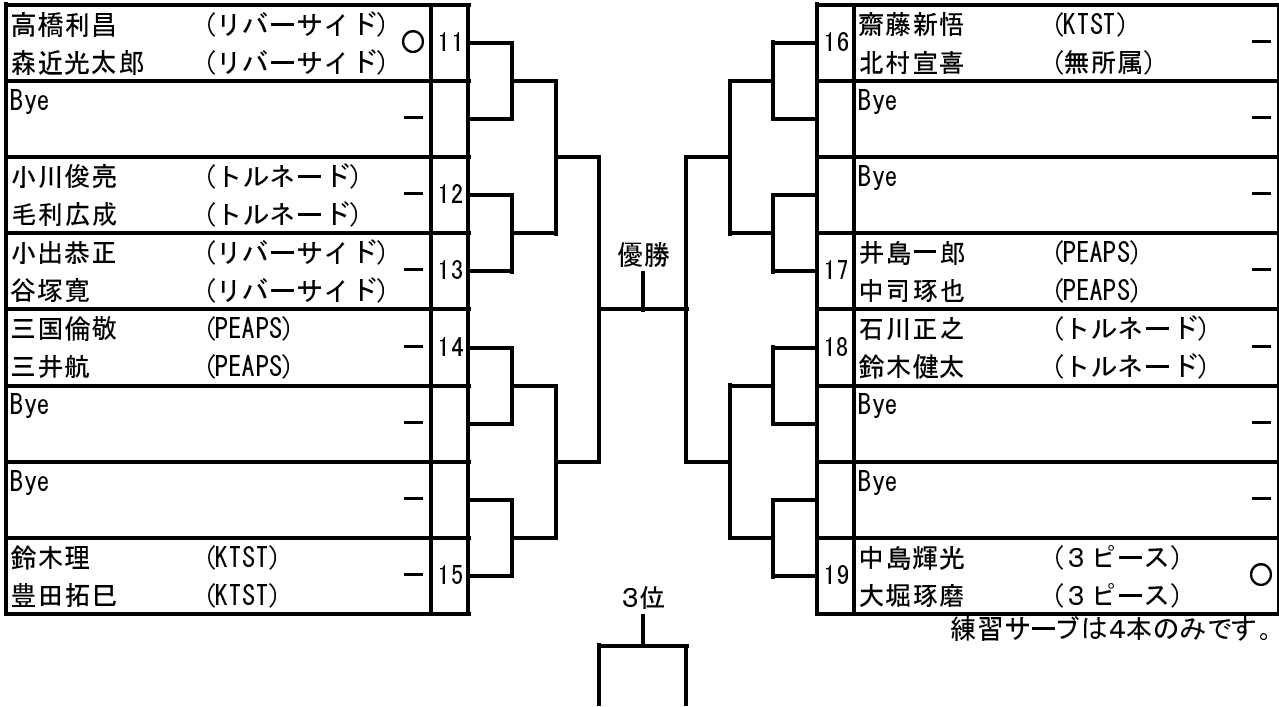 高橋利昌 (リバーサイド) ○ 11
森近光太郎 (リバーサイド)
Bye —
小川俊亮 (トルネード) — 12
毛利広成 (トルネード)
小出恭正 (リバーサイド) — 13
谷塚寛 (リバーサイド)
三国倫敬 (PEAPS) — 14
三井航 (PEAPS)
Bye —
Bye —
鈴木理 (KTST) — 15
豊田拓巳 (KTST)
優勝
3位
16 齋藤新悟 (KTST) —
北村宣喜 (無所属)
Bye —
Bye —
17 井島一郎 (PEAPS) —
中司琢也 (PEAPS)
18 石川正之 (トルネード) —
鈴木健太 (トルネード)
Bye —
Bye —
19 中島輝光 (3ピース) ○
大堀琢磨 (3ピース)
練習サーブは4本のみです。